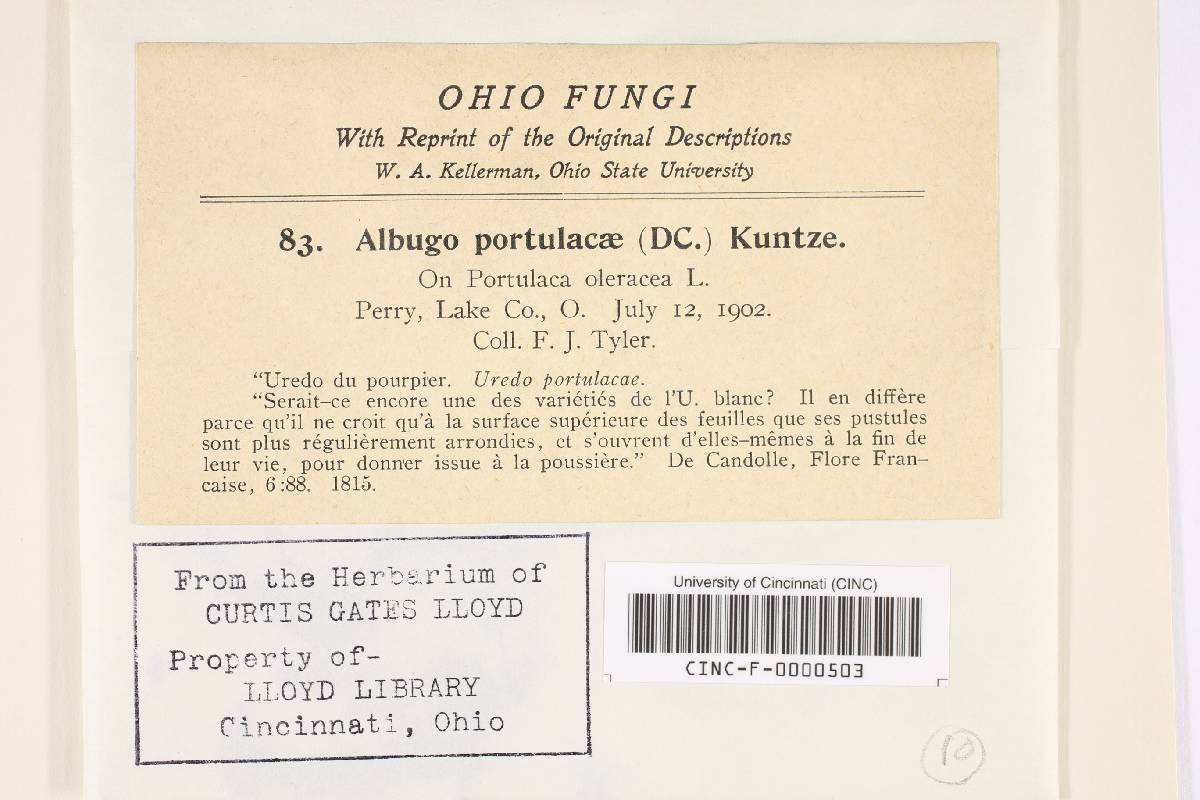 OHIO FUNGI
With Reprint of the Original Descriptions
W. A. Kellerman, Ohio State University
83. Albugo portulacæ (DC.) Kuntze.
On Portulaca oleracea L.
Perry, Lake Co., O. July 12, 1902.
Coll. F. J. Tyler.
“Uredo du pourpier. Uredo portulacae.
“Serait-ce encore une des variétiés de l'U. blanc? Il en diffère
parce qu'il ne croit qu'à la surface supérieure des feuilles que ses pustules
sont plus régulièrement arrondies, et s'ouvrent d'elles-mêmes à la fin de
leur vie, pour donner issue à la poussière.” De Candolle, Flore Fran-
caise, 6:88. 1815.
From the Herbarium of
CURTIS GATES LLOYD
Property of-
LLOYD LIBRARY
Cincinnati, Ohio
University of Cincinnati (CINC)
CINC-F-0000503
10